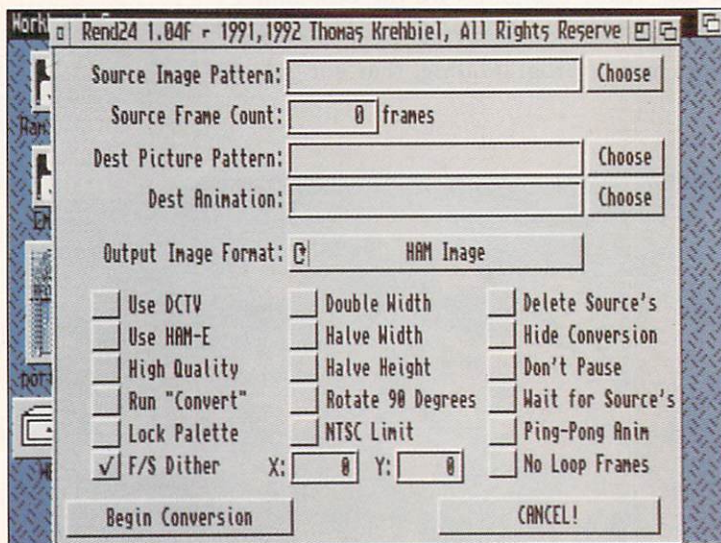 Rend24 1.04F - 1991,1992 Thomas Krehbiel, All Rights Reserve
Source Image Pattern: Choose
Source Frame Count: 0 frames
Dest Picture Pattern: Choose
Dest Animation: Choose
Output Image Format: HAM Image
Use DCTV Double Width Delete Source's
Use HAM-E Halve Width Hide Conversion
High Quality Halve Height Don't Pause
Run "Convert" Rotate 90 Degrees Wait for Source's
Lock Palette NTSC Limit Ping-Pong Anim
F/S Dither X: 0 Y: 0 No Loop Frames
Begin Conversion CANCEL!